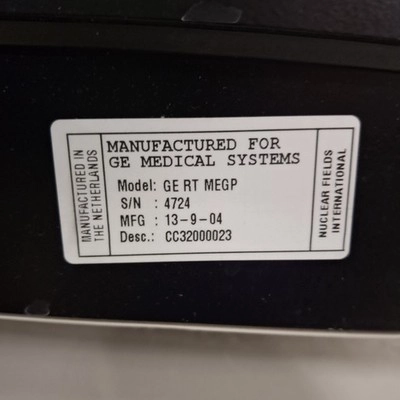 MANUFACTURED IN
THE NETHERLANDS
MANUFACTURED FOR
GE MEDICAL SYSTEMS
Model: GE RT MEGP
S/N : 4724
MFG : 13-9-04
Desc.: CC32000023
NUCLEAR FIELDS
INTERNATIONAL